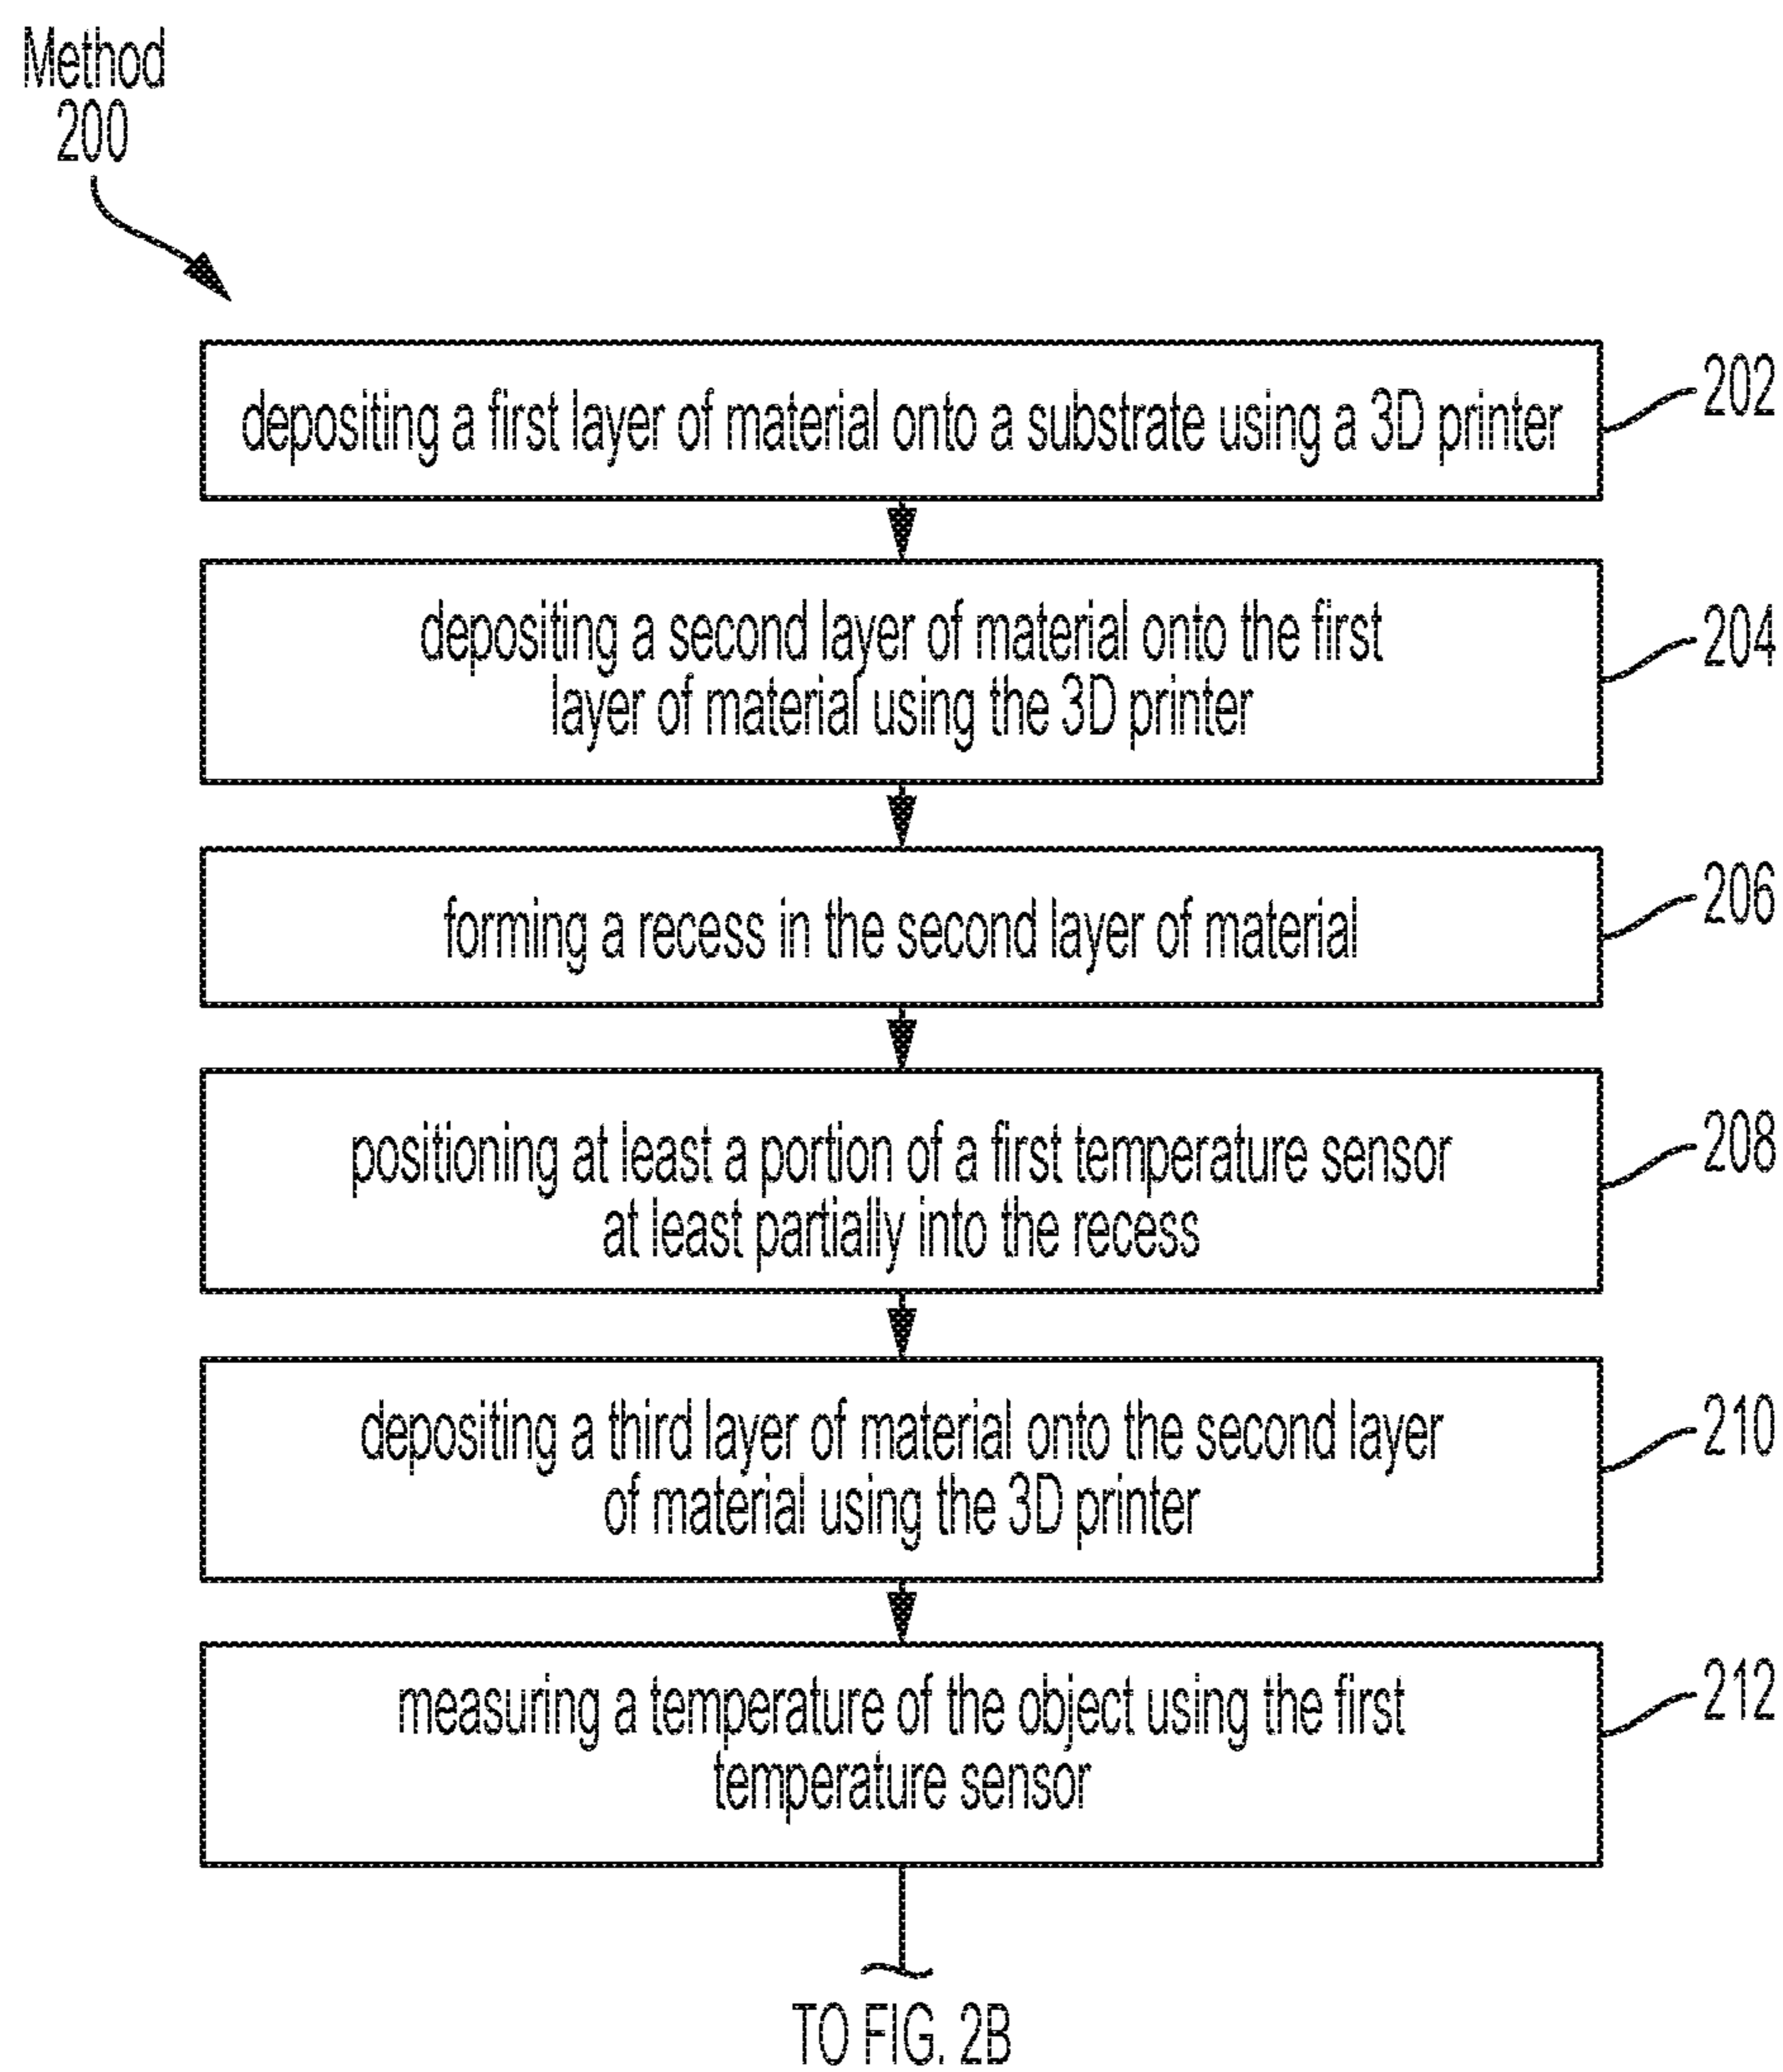 Method
200
depositing a first layer of material onto a substrate using a 3D printer
202
depositing a second layer of material onto the first
layer of material using the 3D printer
204
forming a recess in the second layer of material
206
positioning at least a portion of a first temperature sensor
at least partially into the recess
208
depositing a third layer of material onto the second layer
of material using the 3D printer
210
measuring a temperature of the object using the first
temperature sensor
212
TO FIG. 2B